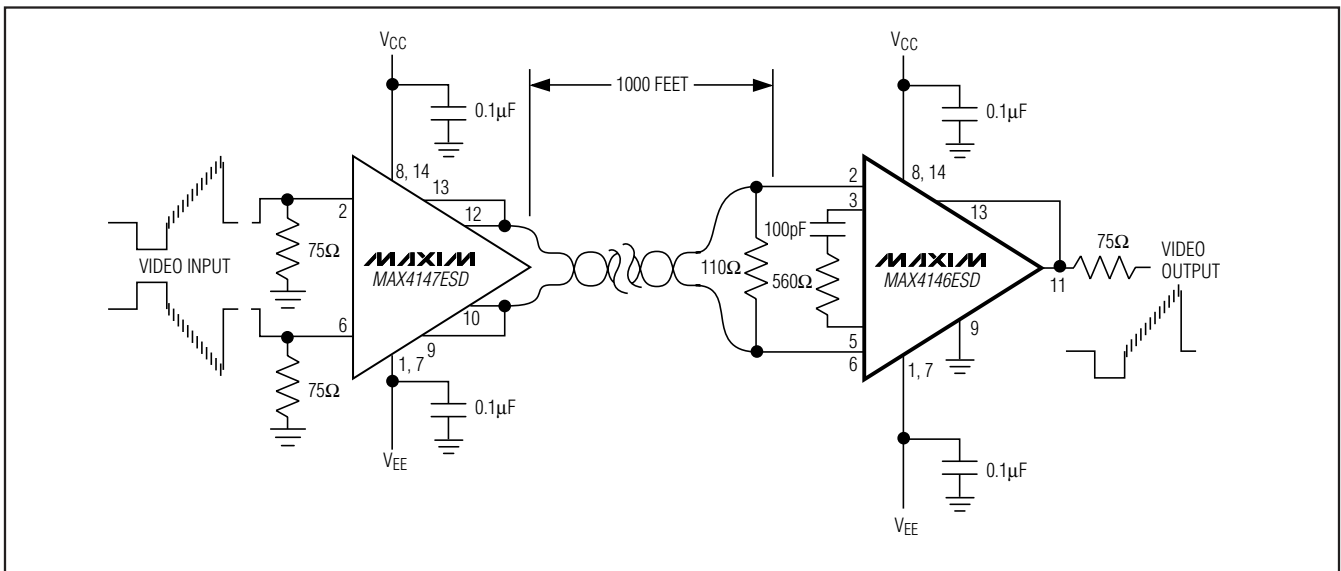 VCC
0.1µF
1000 FEET
VCC
0.1µF
8, 14
13
12
2
75Ω
VIDEO INPUT
MAXIM
MAX4147ESD
6
10
9
1, 7
75Ω
0.1µF
VEE
110Ω
2
3
100pF
560Ω
5
6
8, 14
13
MAXIM
MAX4146ESD
11
75Ω
VIDEO
OUTPUT
9
1, 7
0.1µF
VEE